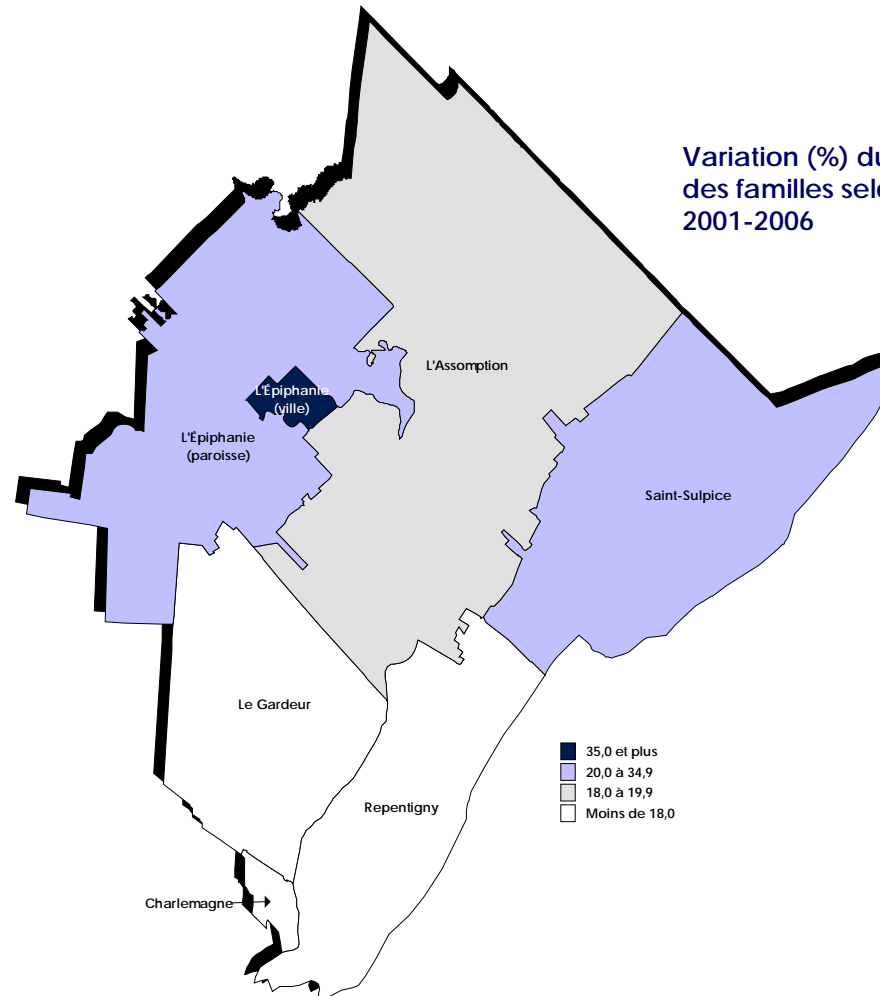 Variation (%) du
des familles
2001-2006
L'Assomption
L'Épiphanie
(ville)
L'Épiphanie
(paroisse)
Saint-Sulpice
Le Gardeur
35,0 et plus
20,0 à 34,9
18,0 à 19,9
Moins de 18,0
Repentigny
Charlemagne